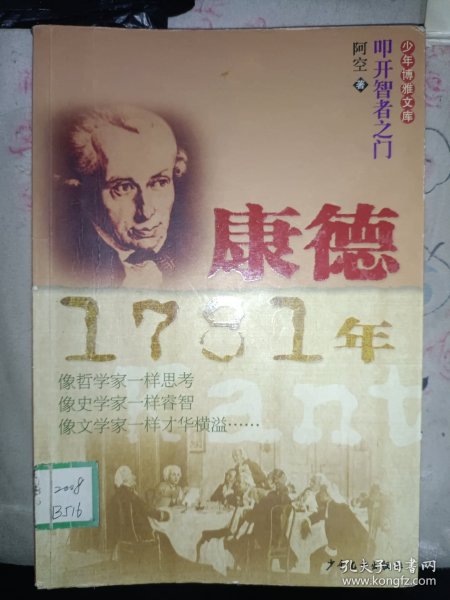 少年博雅文库
叩开智者之门
阿空 著
康德
1781年
Kant
像哲学家一样思考
像史学家一样睿智
像文学家一样才华横溢……
2008
B516
孔夫子旧书网
www.kongfz.com